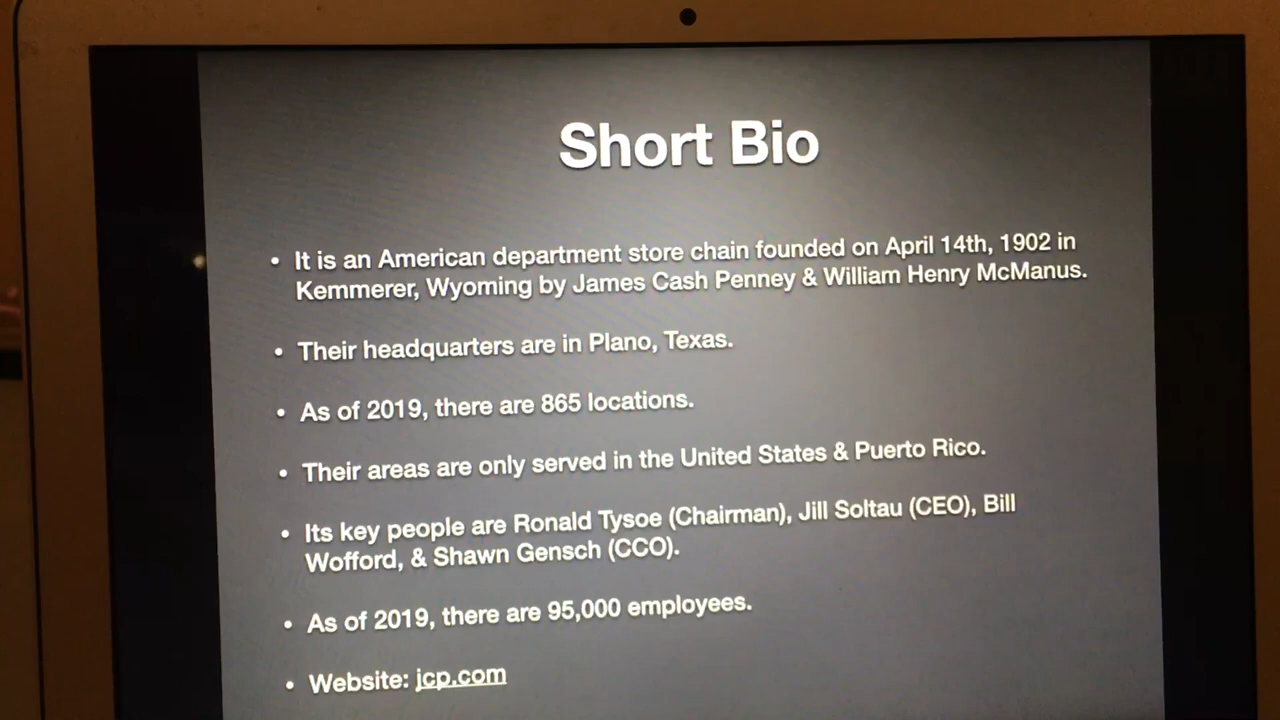 Short Bio
• It is an American department store chain founded on April 14th, 1902 in
Kemmerer, Wyoming by James Cash Penney & William Henry McManus.
• Their headquarters are in Plano, Texas.
• As of 2019, there are 865 locations.
• Their areas are only served in the United States & Puerto Rico.
• Its key people are Ronald Tysoe (Chairman), Jill Soltau (CEO), Bill
Wofford, & Shawn Gensch (CCO).
• As of 2019, there are 95,000 employees.
• Website: jcp.com